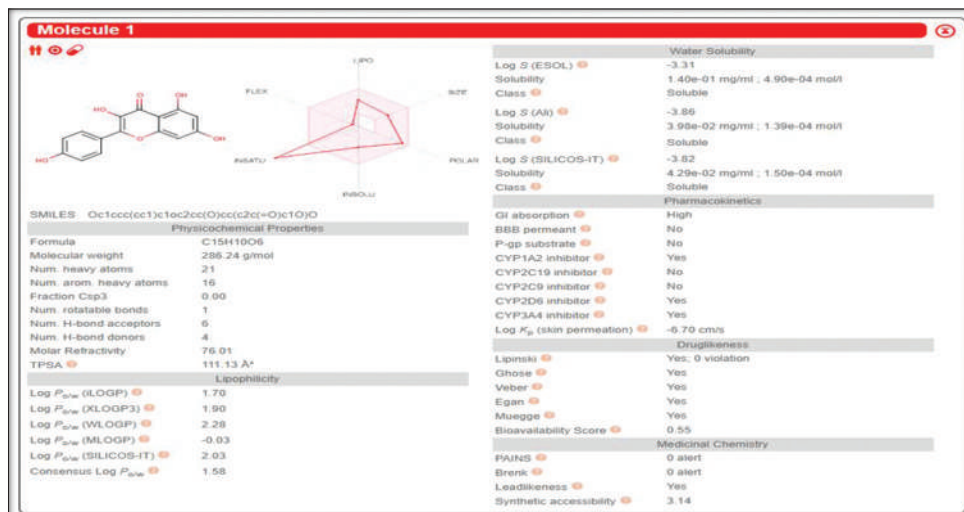 Molecule 1
LIPO
FLEX
SIZE
INSATU
POLAR
INSOLU
HO
O
OH
HO
O
OH
SMILES Oc1ccc(cc1)c1oc2cc(O)cc(c2c(=O)c1O)O
Physicochemical Properties
Formula C15H10O6
Molecular weight 286.24 g/mol
Num. heavy atoms 21
Num. arom. heavy atoms 16
Fraction Csp3 0.00
Num. rotatable bonds 1
Num. H-bond acceptors 6
Num. H-bond donors 4
Molar Refractivity 76.01
TPSA 111.13 Å²
Lipophilicity
Log Po/w (iLOGP) 1.70
Log Po/w (XLOGP3) 1.90
Log Po/w (WLOGP) 2.28
Log Po/w (MLOGP) -0.03
Log Po/w (SILICOS-IT) 2.03
Consensus Log Po/w 1.58
Water Solubility
Log S (ESOL) -3.31
Solubility 1.40e-01 mg/ml ; 4.90e-04 mol/l
Class Soluble
Log S (Ali) -3.86
Solubility 3.98e-02 mg/ml ; 1.39e-04 mol/l
Class Soluble
Log S (SILICOS-IT) -3.82
Solubility 4.29e-02 mg/ml ; 1.50e-04 mol/l
Class Soluble
Pharmacokinetics
GI absorption High
BBB permeant No
P-gp substrate No
CYP1A2 inhibitor Yes
CYP2C19 inhibitor No
CYP2C9 inhibitor No
CYP2D6 inhibitor Yes
CYP3A4 inhibitor Yes
Log Kp (skin permeation) -6.70 cm/s
Druglikeness
Lipinski Yes; 0 violation
Ghose Yes
Veber Yes
Egan Yes
Muegge Yes
Bioavailability Score 0.55
Medicinal Chemistry
PAINS 0 alert
Brenk 0 alert
Leadlikeness Yes
Synthetic accessibility 3.14